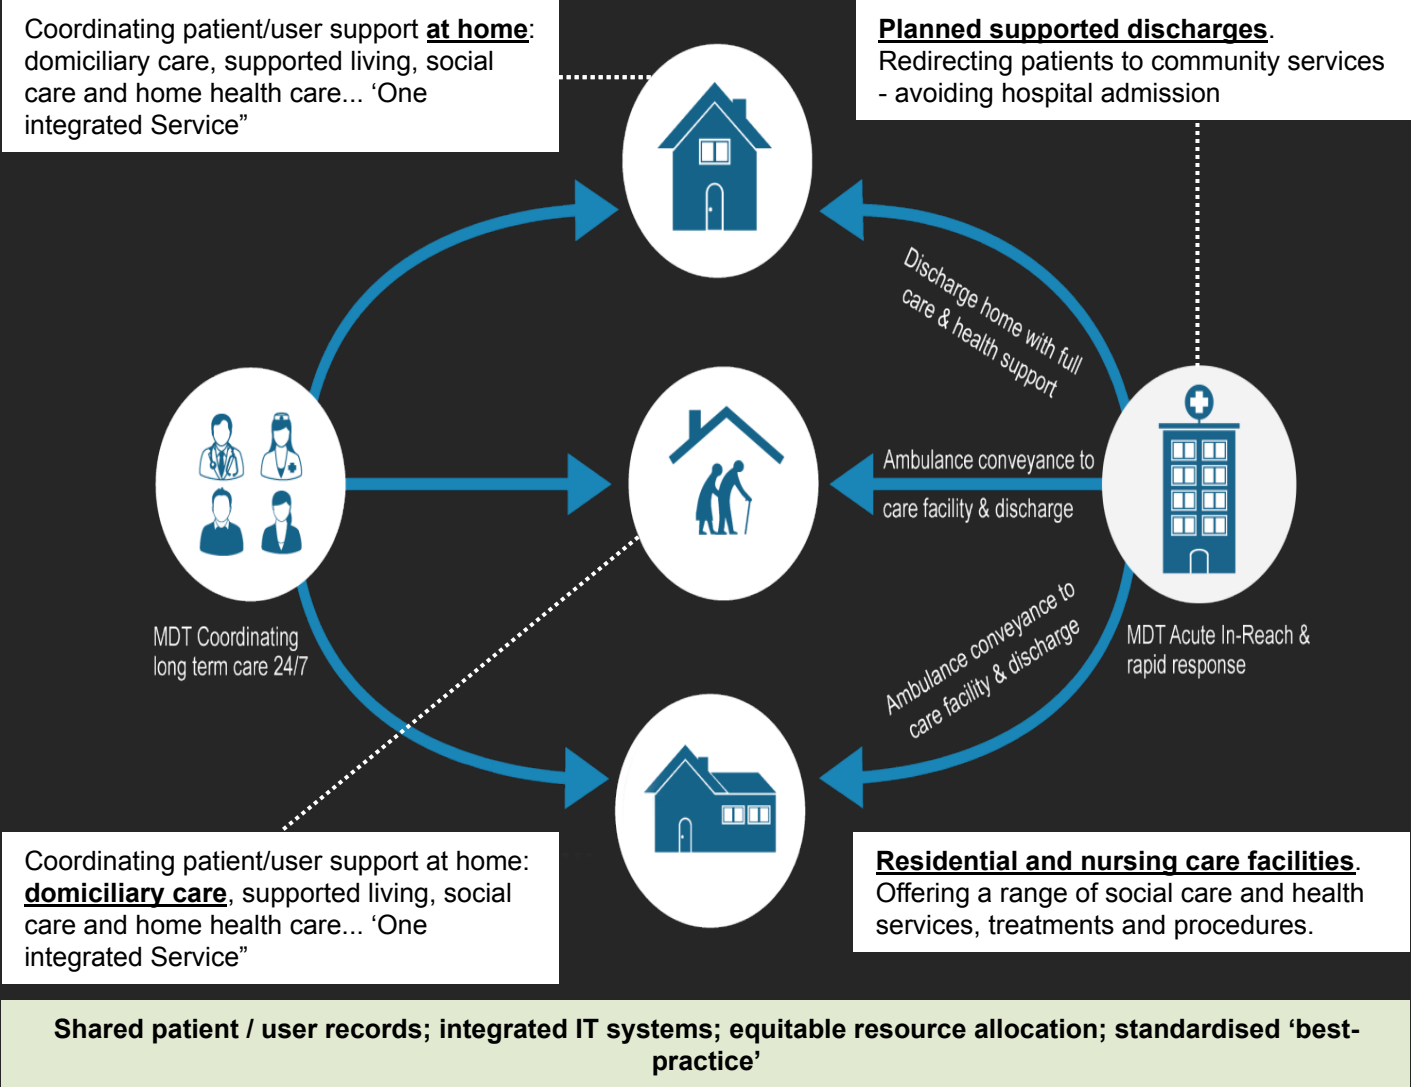 Coordinating patient/user support at home:
domiciliary care, supported living, social
care and home health care... ‘One
integrated Service”
Planned supported discharges.
Redirecting patients to community services
- avoiding hospital admission
Discharge home with full
care & health support
Ambulance conveyance to
care facility & discharge
MDT Coordinating
long term care 24/7
Ambulance conveyance to
care facility & discharge
MDT Acute In-Reach &
rapid response
Coordinating patient/user support at home:
domiciliary care, supported living, social
care and home health care... ‘One
integrated Service”
Residential and nursing care facilities.
Offering a range of social care and health
services, treatments and procedures.
Shared patient / user records; integrated IT systems; equitable resource allocation; standardised ‘best-
practice’